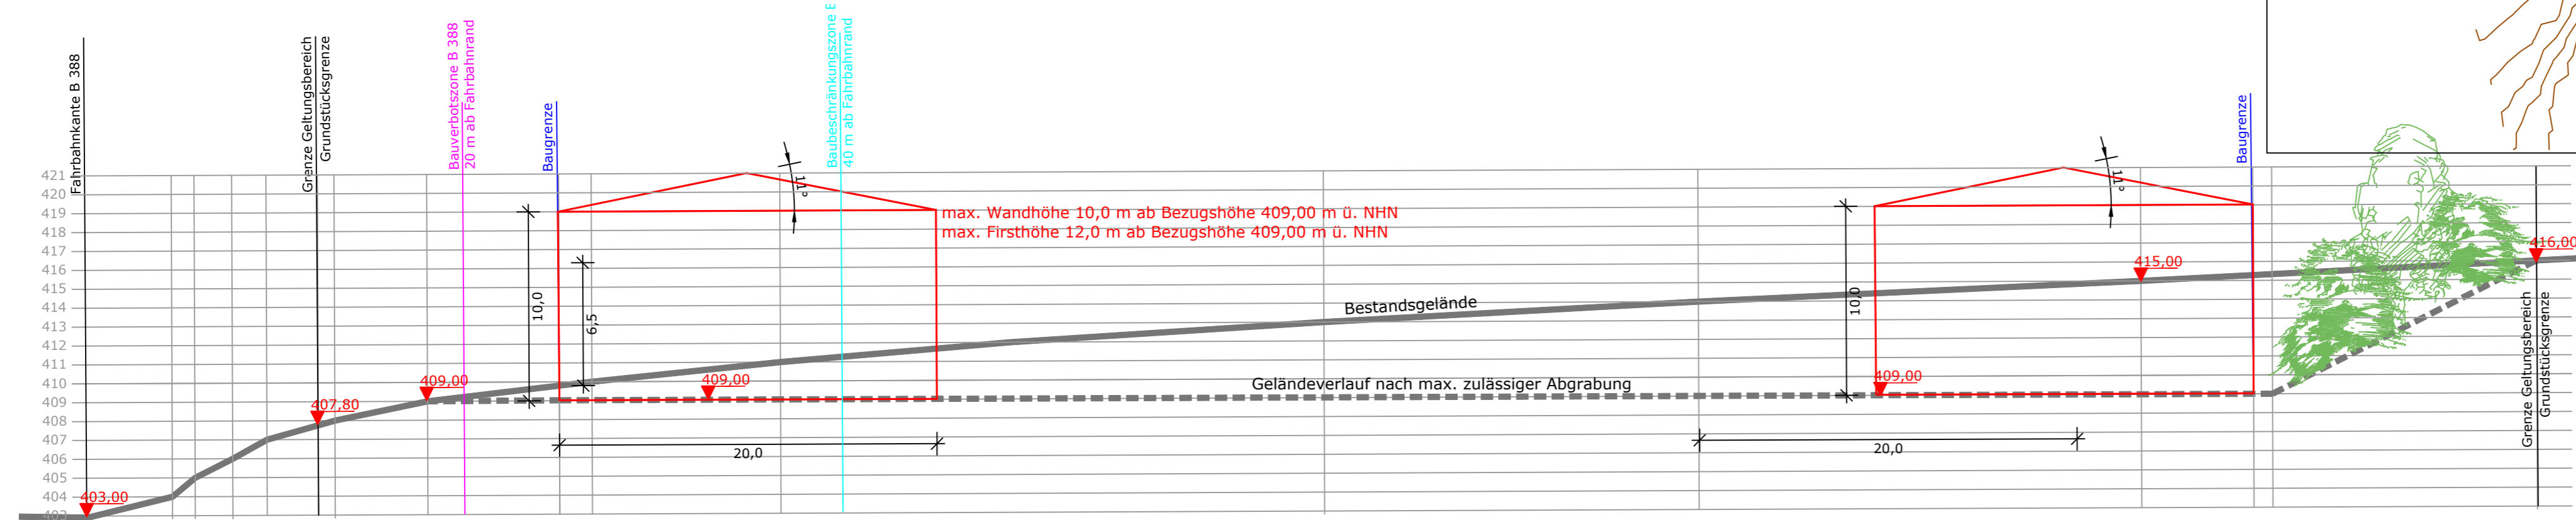 Fahrbahnkante B 388
Grenze Geltungsbereich
Grundstücksgrenze
Bauverbotszone B 388
20 m ab Fahrbahnrand
Baugrenze
Baubeschränkungszone
40 m ab Fahrbahnrand
Baugrenze
421
420
419
418
417
416
415
414
413
412
411
410
409
408
407
406
405
404
403
11°
11°
max. Wandhöhe 10,0 m ab Bezugshöhe 409,00 m ü. NHN
max. Firsthöhe 12,0 m ab Bezugshöhe 409,00 m ü. NHN
416,00
415,00
10,0
6,5
10,0
Bestandsgelände
409,00
409,00
409,00
Geländeverlauf nach max. zulässiger Abgrabung
407,80
20,0
20,0
403,00
Grenze Geltungsbereich
Grundstücksgrenze